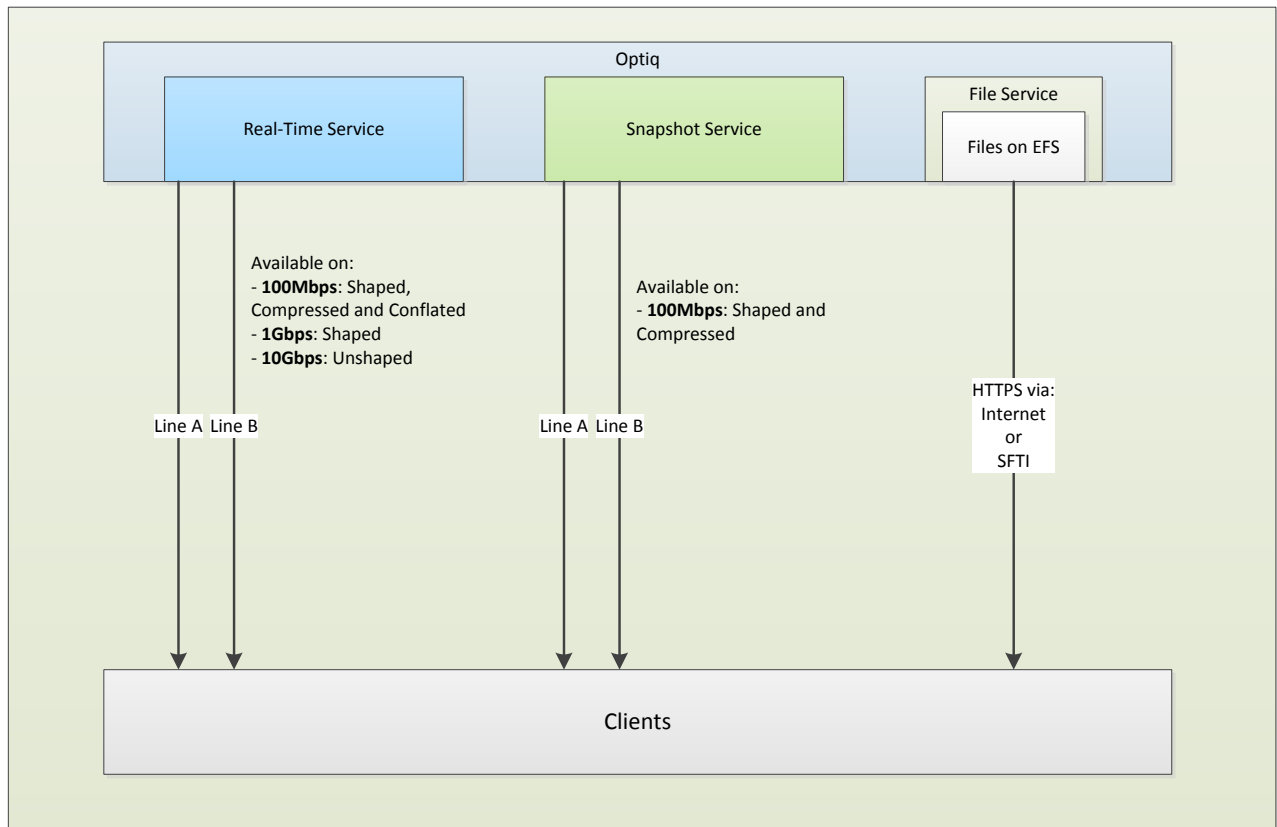 Optiq
Real-Time Service
Snapshot Service
File Service
Files on EFS
Available on:
- 100Mbps: Shaped,
Compressed and Conflated
- 1Gbps: Shaped
- 10Gbps: Unshaped
Available on:
- 100Mbps: Shaped and
Compressed
Line A
Line B
Line A
Line B
HTTPS via:
Internet
or
SFTI
Clients